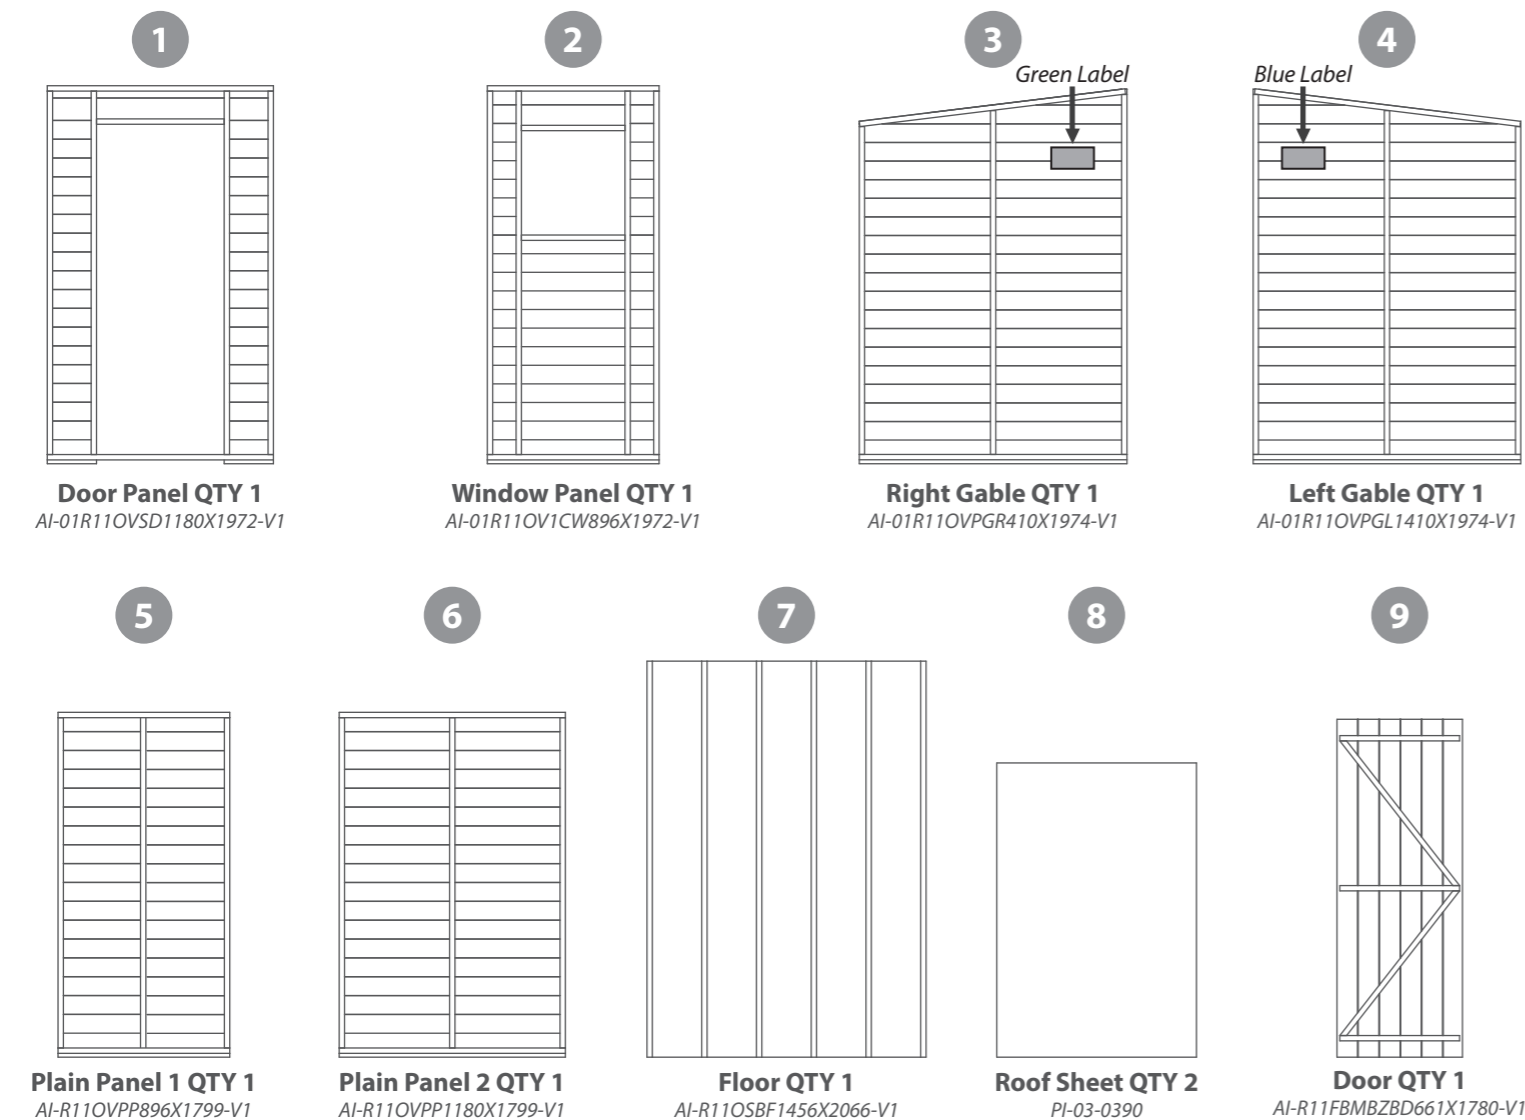 1
2
3
4
Green Label
Blue Label
Door Panel QTY 1
Window Panel QTY 1
Right Gable QTY 1
Left Gable QTY 1
AI-01R11OVSD1180X1972-V1
AI-01R11OV1CW896X1972-V1
AI-01R11OVPGR410X1974-V1
AI-01R11OVPGL1410X1974-V1
5
6
7
8
9
Plain Panel 1 QTY 1
Plain Panel 2 QTY 1
Floor QTY 1
Roof Sheet QTY 2
Door QTY 1
AI-R11OVPP896X1799-V1
AI-R11OVPP1180X1799-V1
AI-R11OSBF1456X2066-V1
PI-03-0390
AI-R11FBMBZBD661X1780-V1